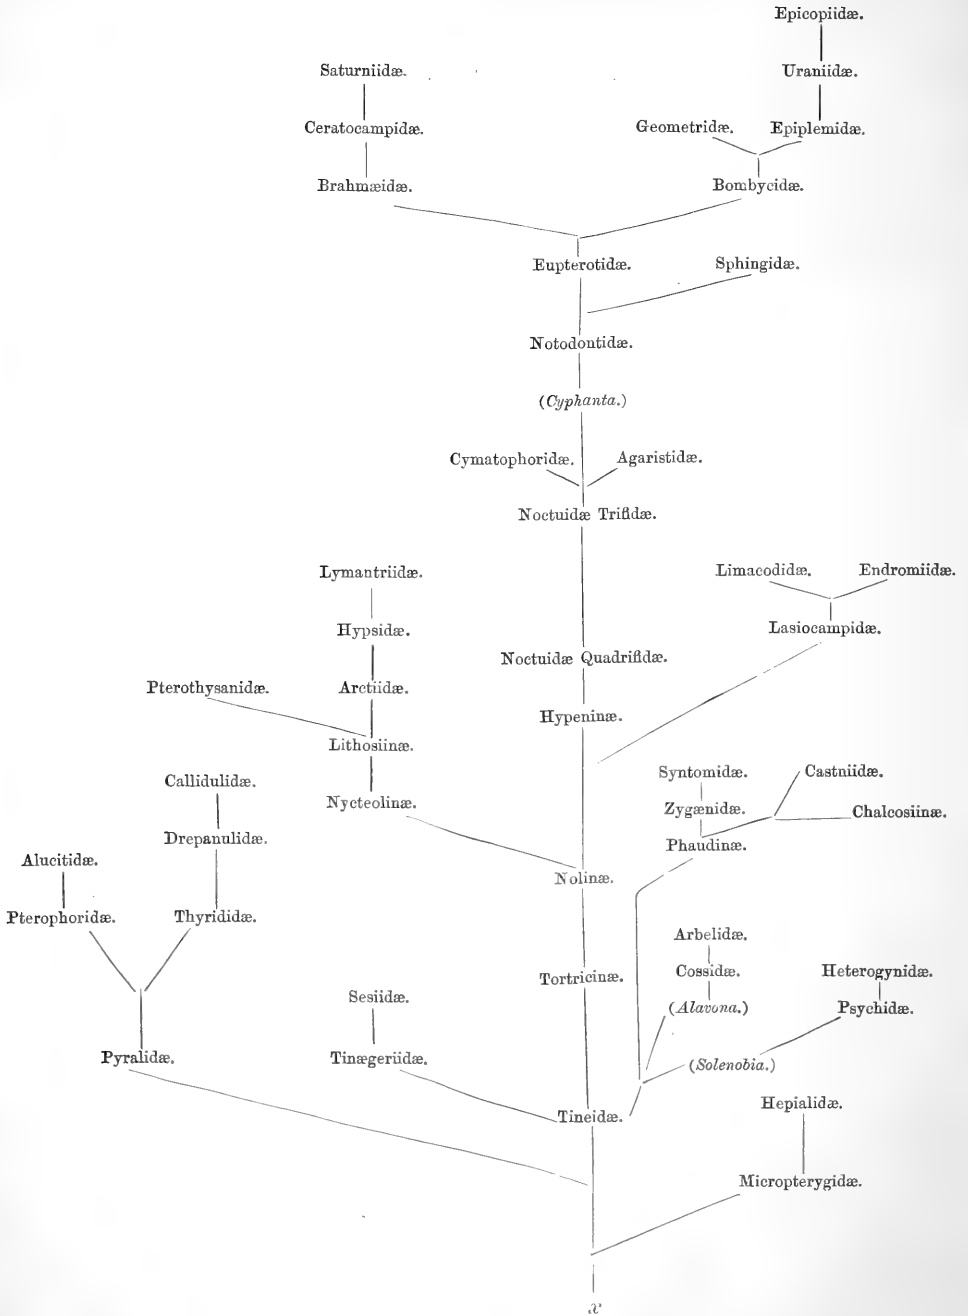 Epicopiidæ.
Saturniidæ.
Uraniidæ.
Ceratocampidæ.
Geometridæ.
Epiplemidæ.
Brahmæidæ.
Bombycidæ.
Eupterotidæ.
Sphingidæ.
Notodontidæ.
(Cyphanta.)
Cymatophoridæ.
Agaristidæ.
Noctuidæ Trifidæ.
Lymantriidæ.
Limacodidæ.
Endromiidæ.
Hypsidæ.
Lasiocampidæ.
Noctuidæ Quadrifidæ.
Pterothysanidæ.
Arctiidæ.
Hypeninæ.
Lithosiinæ.
Syntomidæ.
Castniidæ.
Callidulidæ.
Nycteolinæ.
Zygænidæ.
Chalcosiinæ.
Drepanulidæ.
Phaudinæ.
Alucitidæ.
Nolinæ.
Pterophoridæ.
Thyrididæ.
Arbelidæ.
Tortricinæ.
Cossidæ.
Heterogynidæ.
Sesiidæ.
(Alavona.)
Psychidæ.
Pyralidæ.
Tinægeriidæ.
(Solenobia.)
Tineidæ.
Hepialidæ.
Micropterygidæ.
x